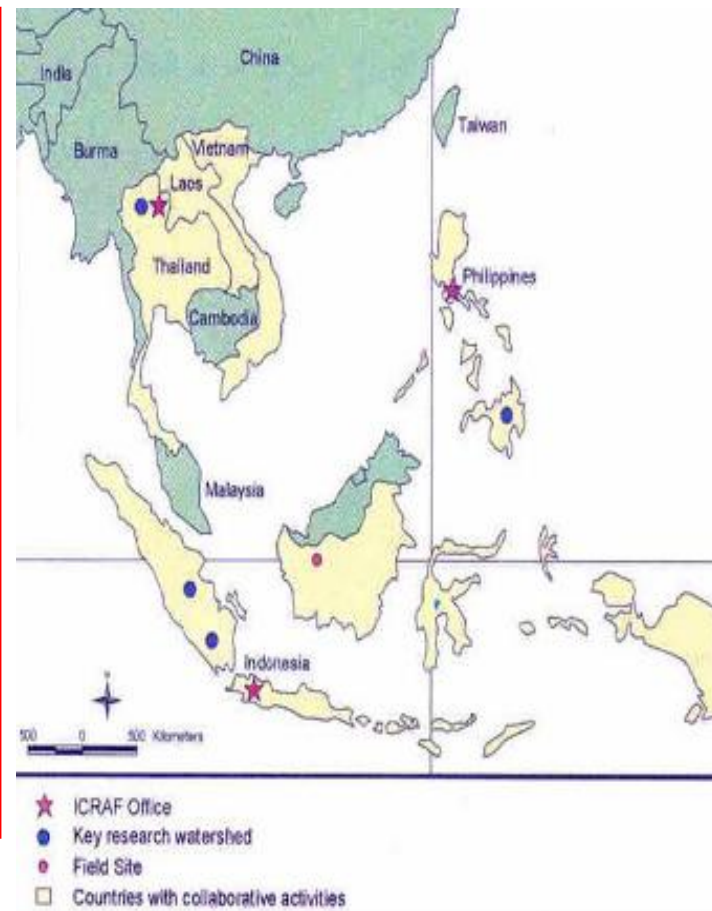 China
India
Taiwan
Burma
Vietnam
Laos
Thailand
Philippines
Cambodia
Malaysia
Indonesia
N
500 0 500 Kilometers
ICRAF Office
Key research watershed
Field Site
Countries with collaborative activities